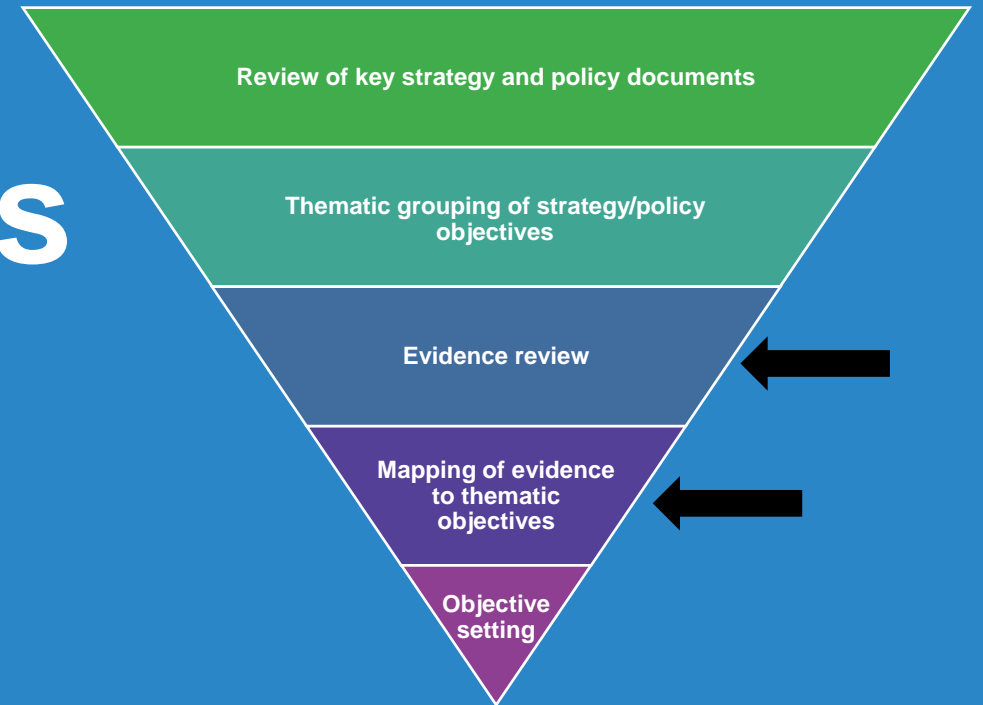 Review of key strategy and policy documents
s
Thematic grouping of strategy/policy
objectives
Evidence review
Mapping of evidence
to thematic
objectives
Objective
setting